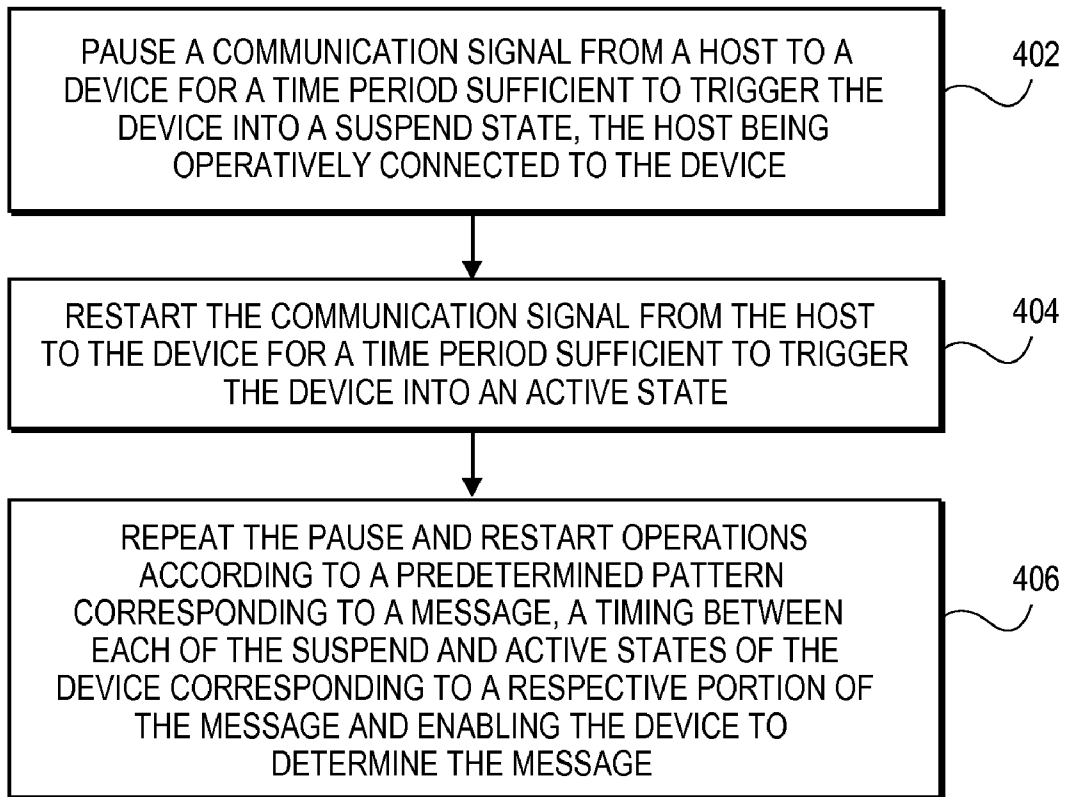 PAUSE A COMMUNICATION SIGNAL FROM A HOST TO A
DEVICE FOR A TIME PERIOD SUFFICIENT TO TRIGGER THE
DEVICE INTO A SUSPEND STATE, THE HOST BEING
OPERATIVELY CONNECTED TO THE DEVICE
402
RESTART THE COMMUNICATION SIGNAL FROM THE HOST
TO THE DEVICE FOR A TIME PERIOD SUFFICIENT TO TRIGGER
THE DEVICE INTO AN ACTIVE STATE
404
REPEAT THE PAUSE AND RESTART OPERATIONS
ACCORDING TO A PREDETERMINED PATTERN
CORRESPONDING TO A MESSAGE, A TIMING BETWEEN
EACH OF THE SUSPEND AND ACTIVE STATES OF THE
DEVICE CORRESPONDING TO A RESPECTIVE PORTION OF
THE MESSAGE AND ENABLING THE DEVICE TO
DETERMINE THE MESSAGE
406